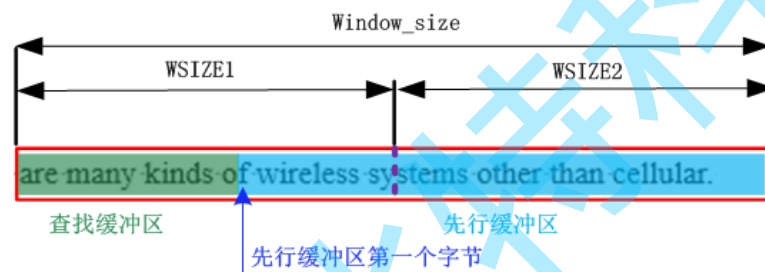 Window_size
WSIZE1 WSIZE2
are many kinds of wireless systems other than cellular.
查找缓冲区 先行缓冲区
先行缓冲区第一个字节